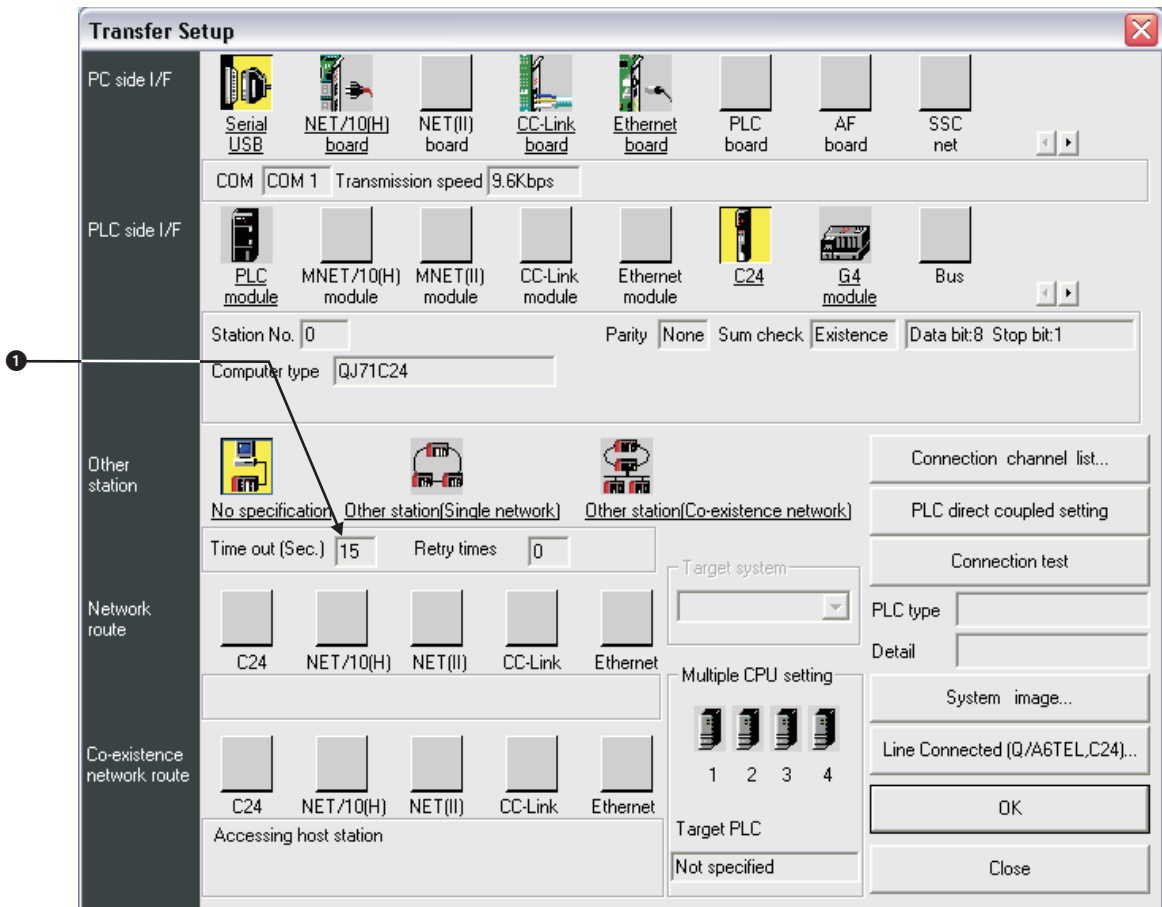 Transfer Setup
PC side I/F
Serial USB
NET/10(H) board
NET(II) board
CC-Link board
Ethernet board
PLC board
AF board
SSC net
COM COM 1 Transmission speed 9.6Kbps
PLC side I/F
PLC module
MNET/10(H) module
MNET(II) module
CC-Link module
Ethernet module
C24
G4 module
Bus
Station No. 0 Parity None Sum check Existence Data bit:8 Stop bit:1
1
Computer type QJ71C24
Other station
No specification
Other station(Single network)
Other station(Co-existence network)
Time out (Sec.) 15 Retry times 0
Connection channel list...
PLC direct coupled setting
Connection test
PLC type
Detail
System image...
Line Connected (Q/A6TEL,C24)...
OK
Close
Target system
Network route
C24 NET/10(H) NET(II) CC-Link Ethernet
Multiple CPU setting
1 2 3 4
Target PLC
Not specified
Co-existence network route
C24 NET/10(H) NET(II) CC-Link Ethernet
Accessing host station